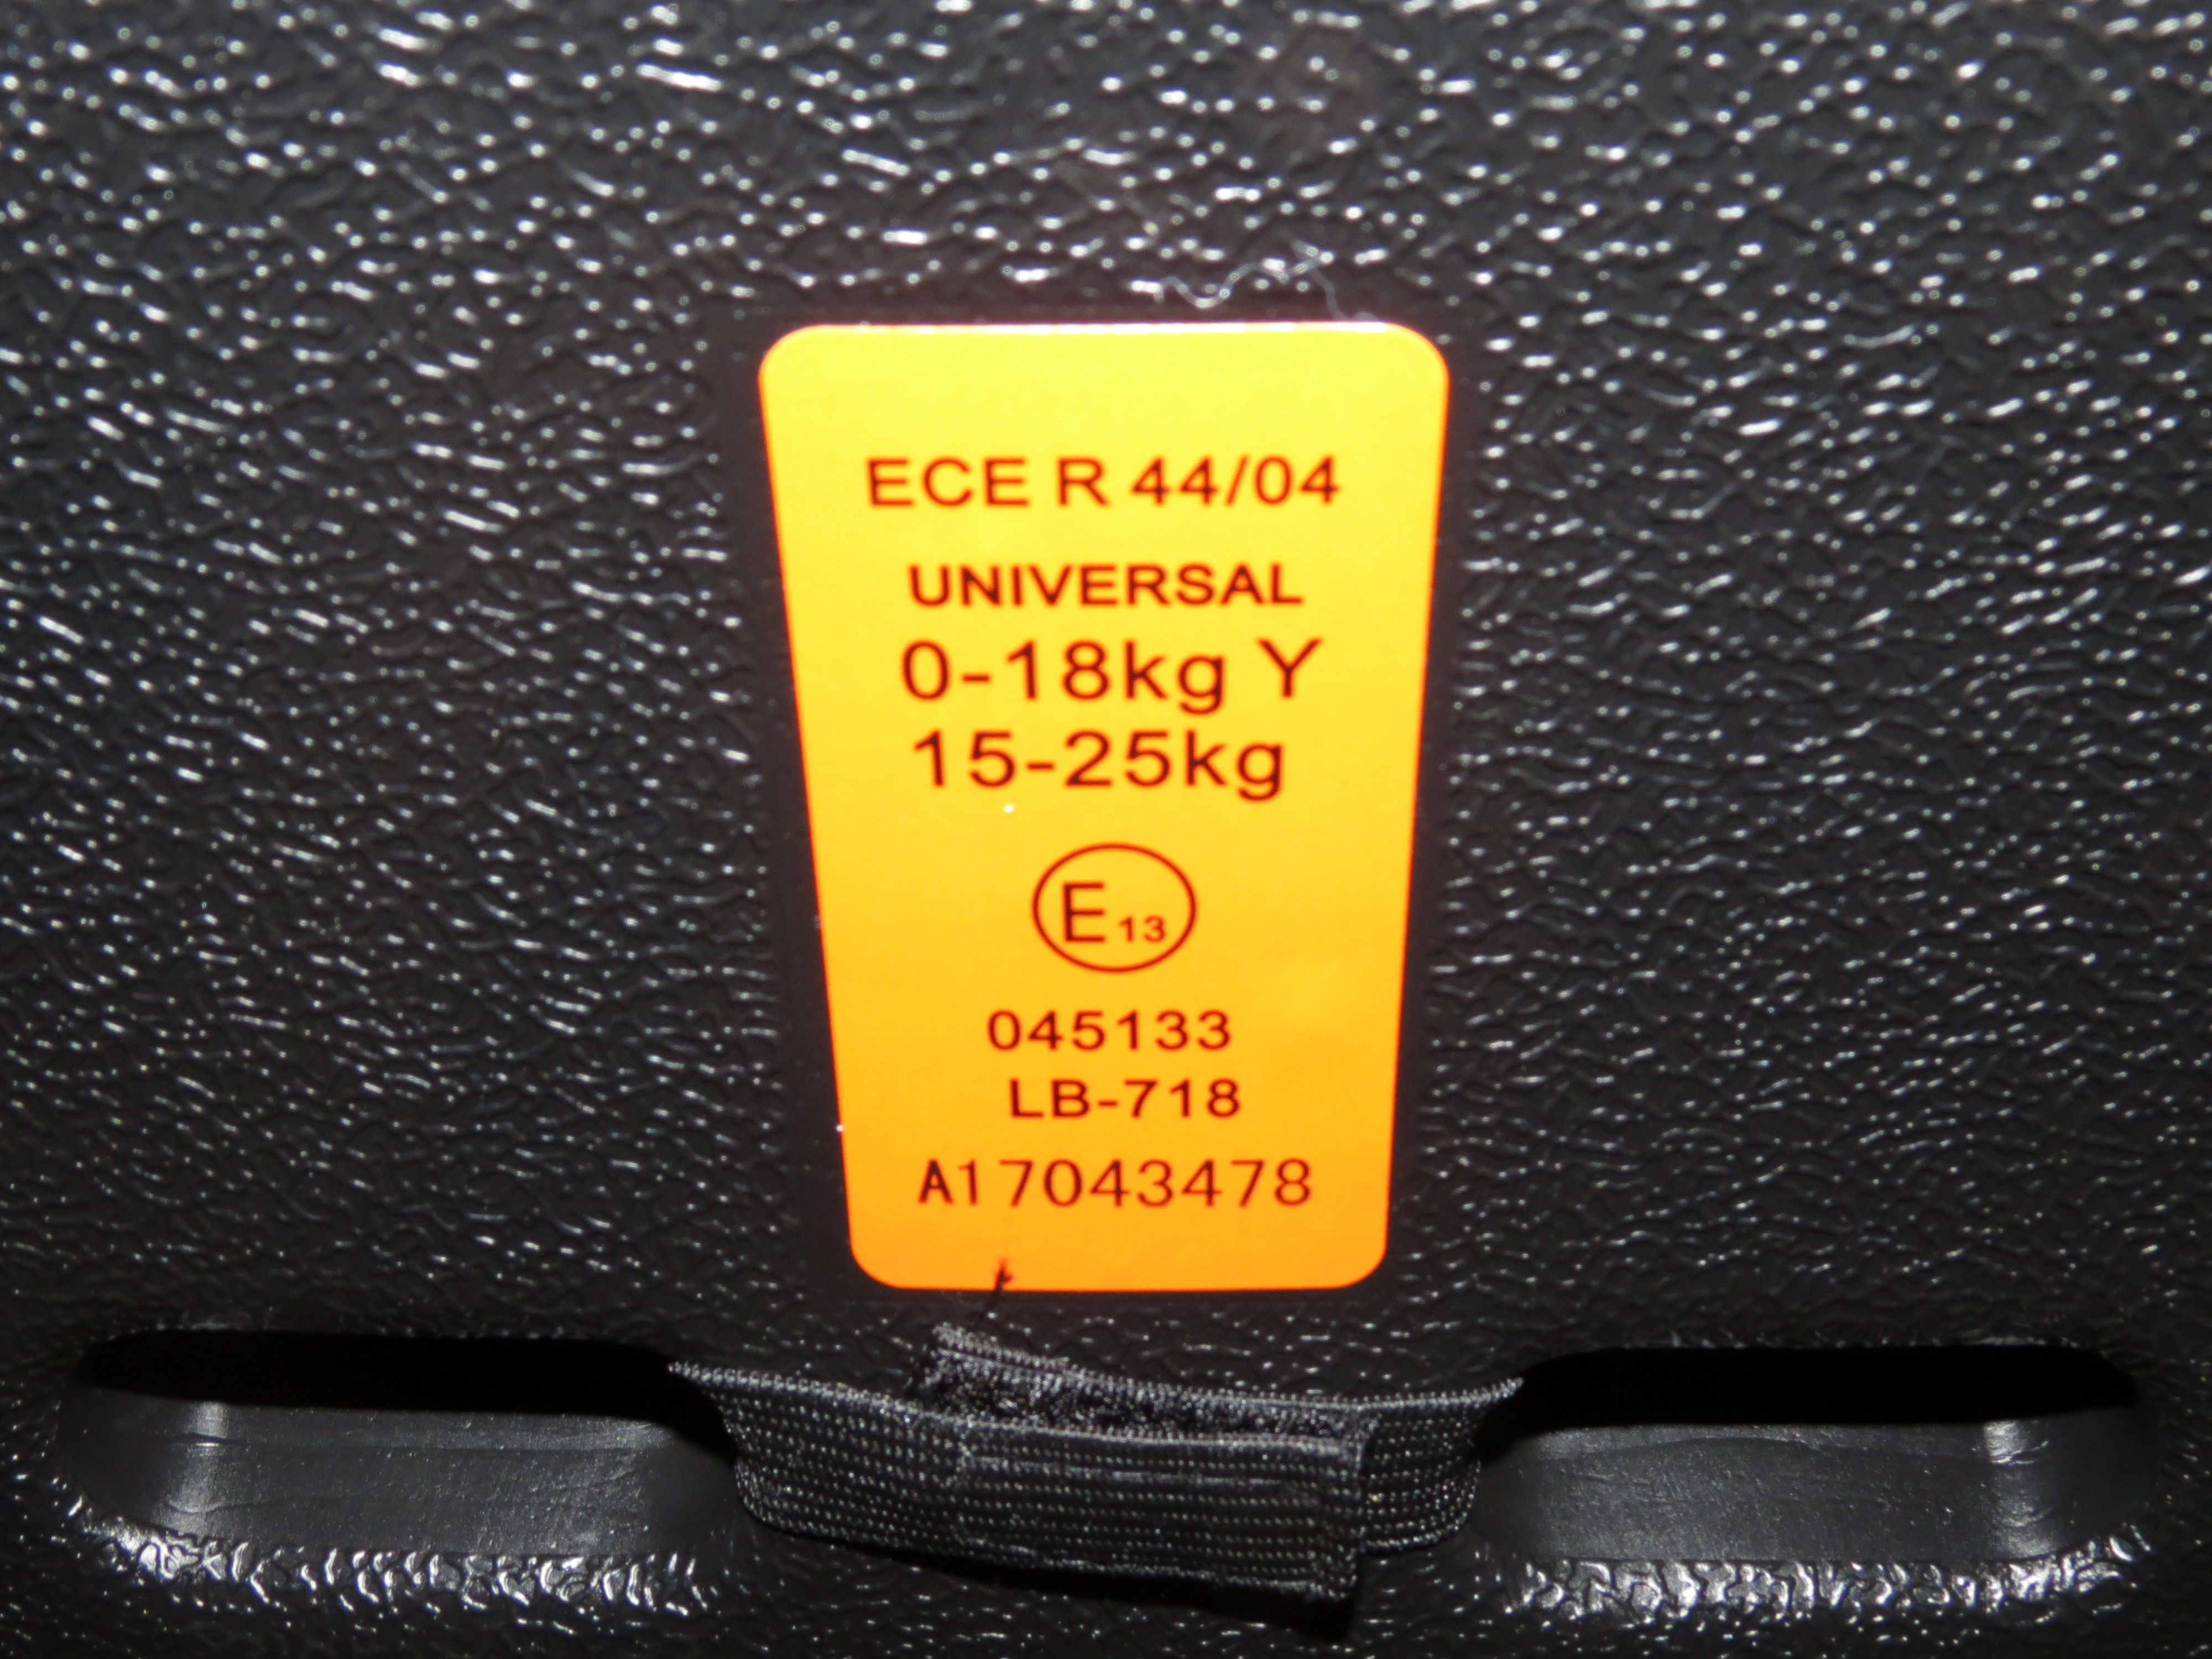 ECE R 44/04
UNIVERSAL
0-18kg Y
15-25kg
E13
045133
LB-718
A17043478